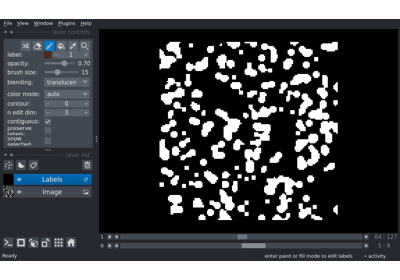 File View Window Plugins Help
layer controls
label: 1
opacity: 0.70
brush size: 15
blending: translucen
color mode: auto
contour: 0
n edit dim: 3
contiguous:
preserve labels:
show selected:
layer list
Labels
Image
1 64 127
0 5 9
Ready enter paint or fill mode to edit labels activity